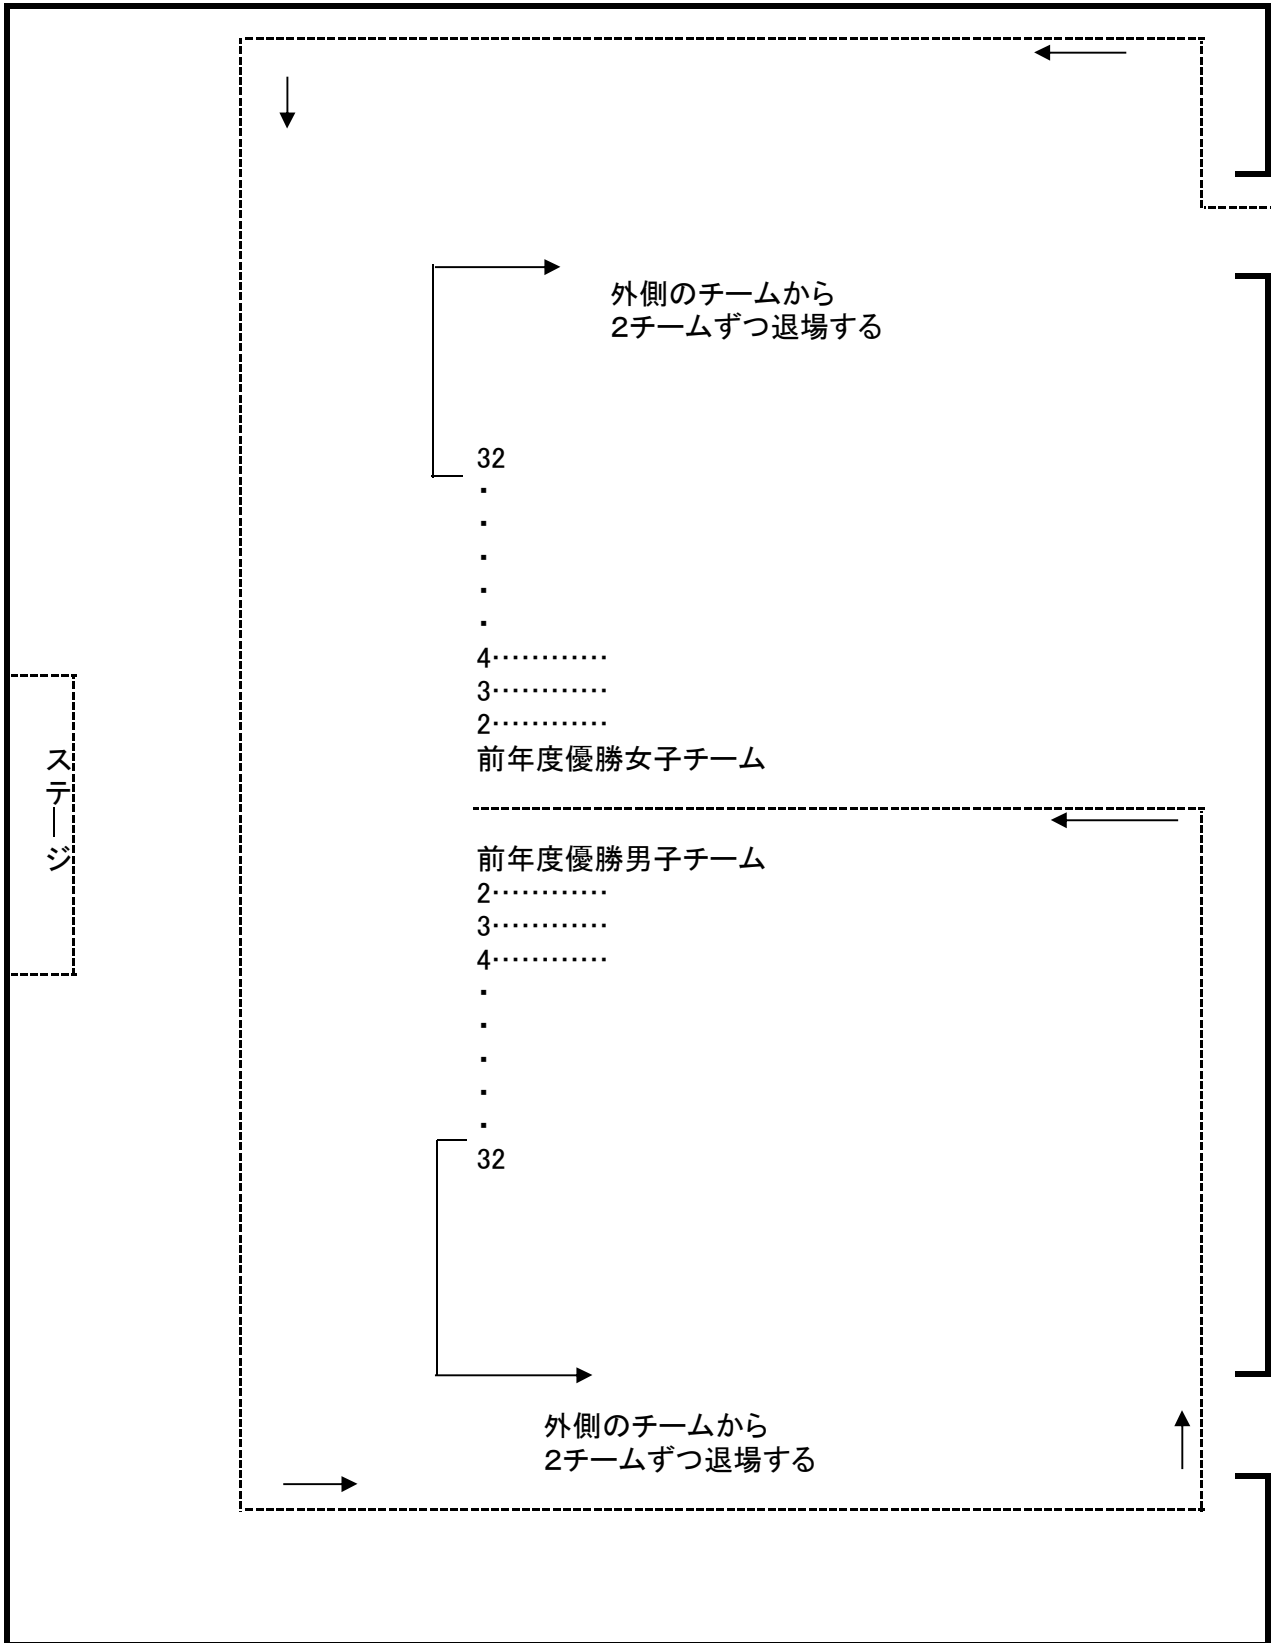 外側のチームから
2チームずつ退場する
32
・
・
・
・
・
4…………
3…………
2…………
前年度優勝女子チーム
ステージ
前年度優勝男子チーム
2…………
3…………
4…………
・
・
・
・
・
32
外側のチームから
2チームずつ退場する